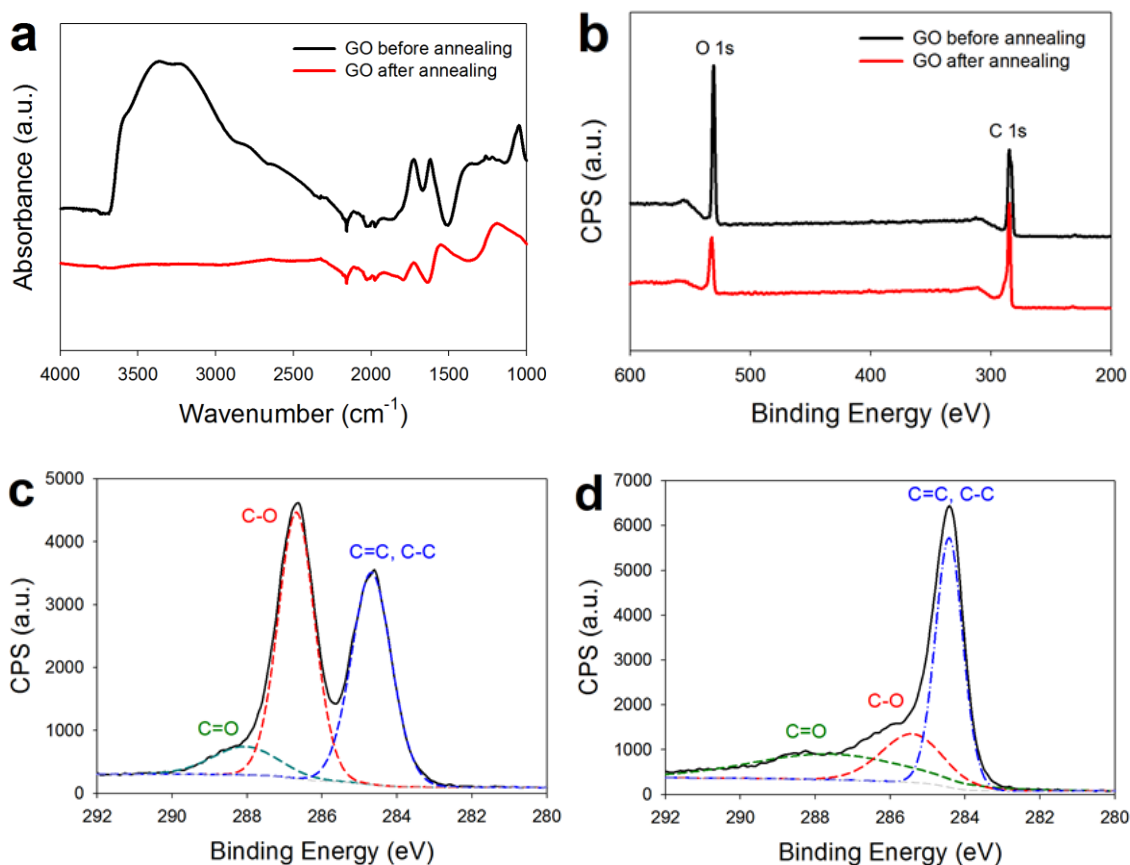 a
GO before annealing
GO after annealing
Absorbance (a.u.)
4000 3500 3000 2500 2000 1500 1000
Wavenumber (cm⁻¹)
b
GO before annealing
GO after annealing
O 1s
C 1s
CPS (a.u.)
600 500 400 300 200
Binding Energy (eV)
c
5000
4000
3000
2000
1000
0
C-O
C=C, C-C
C=O
CPS (a.u.)
292 290 288 286 284 282 280
Binding Energy (eV)
d
7000
6000
5000
4000
3000
2000
1000
0
C=C, C-C
C-O
C=O
CPS (a.u.)
292 290 288 286 284 282 280
Binding Energy (eV)